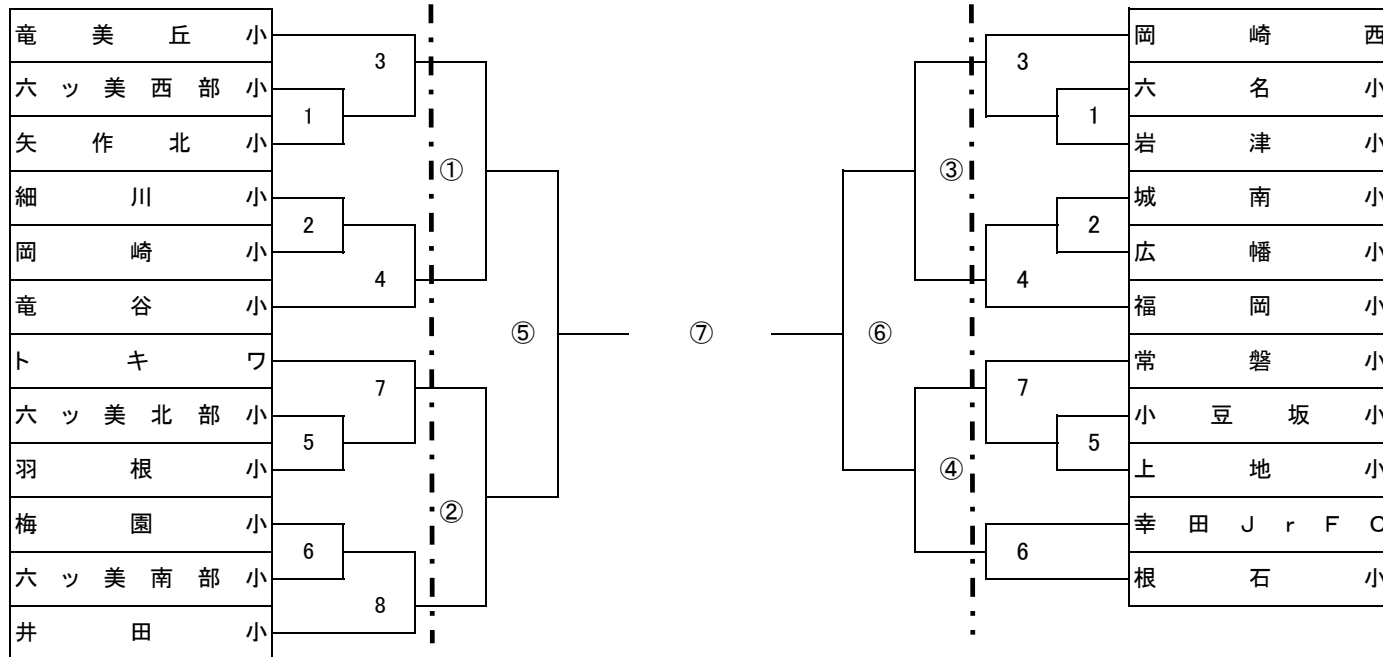 竜美丘小
六ッ美西部小
矢作北小
細川小
岡崎小
竜谷小
トキワ
六ッ美北部小
羽根小
梅園小
六ッ美南部小
井田小
3
1
2
4
7
5
6
8
①
②
⑤
⑦
⑥
③
④
3
1
2
4
7
5
6
岡崎西
六名小
岩津小
城南小
広幡小
福岡小
常磐小
小豆坂小
上地小
幸田JrFC
根石小